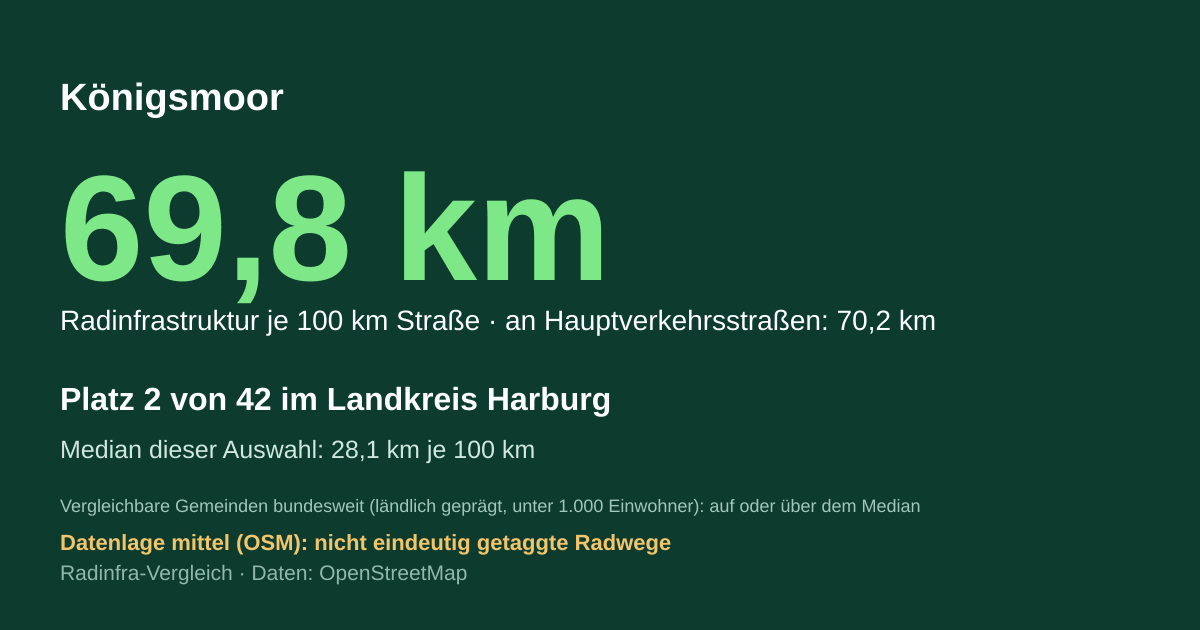 Königsmoor
69,8 km
Radinfrastruktur je 100 km Straße · an Hauptverkehrsstraßen: 70,2 km
Platz 2 von 42 im Landkreis Harburg
Median dieser Auswahl: 28,1 km je 100 km
Vergleichbare Gemeinden bundesweit (ländlich geprägt, unter 1.000 Einwohner): auf oder über dem Median
Datenlage mittel (OSM): nicht eindeutig getaggte Radwege
Radinfra-Vergleich · Daten: OpenStreetMap